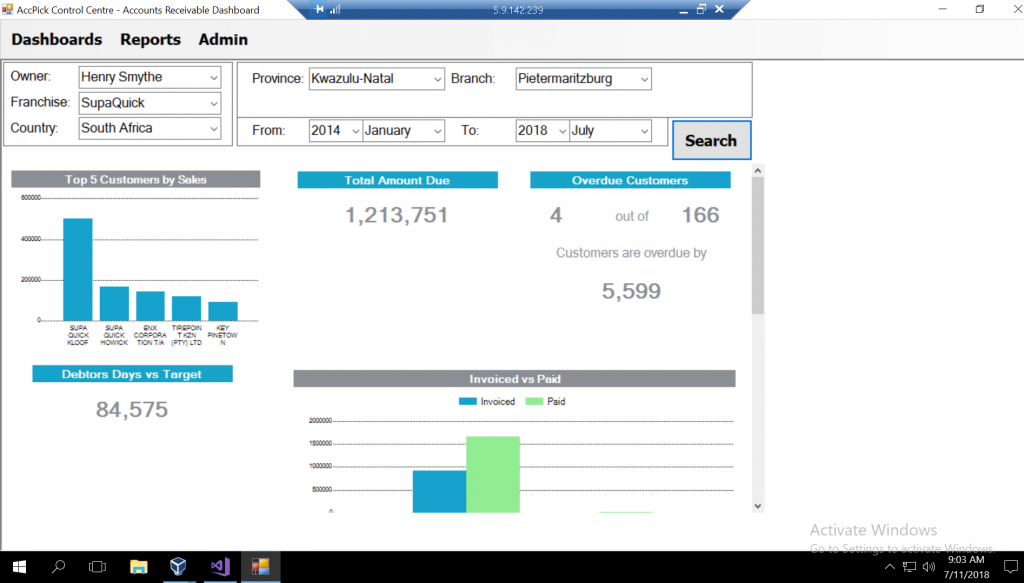 AccPick Control Centre - Accounts Receivable Dashboard
5.9.142.239
Dashboards Reports Admin
Owner: Henry Smythe
Franchise: SupaQuick
Country: South Africa
Province: Kwazulu-Natal Branch: Pietermaritzburg
From: 2014 January To: 2018 July
Search
Top 5 Customers by Sales
600000
400000
200000
0
SUPA QUICK KLOOF
SUPA QUICK HOWICK
ENX CORPORA TION T/A
TIREPOIN T KZN (PTY) LTD
KEY PINETOW N
Total Amount Due
1,213,751
Overdue Customers
4 out of 166
Customers are overdue by
5,599
Debtors Days vs Target
84,575
Invoiced vs Paid
Invoiced Paid
2000000
1500000
1000000
500000
Activate Windows
Go to Settings to activate Windows.
9:03 AM
7/11/2018